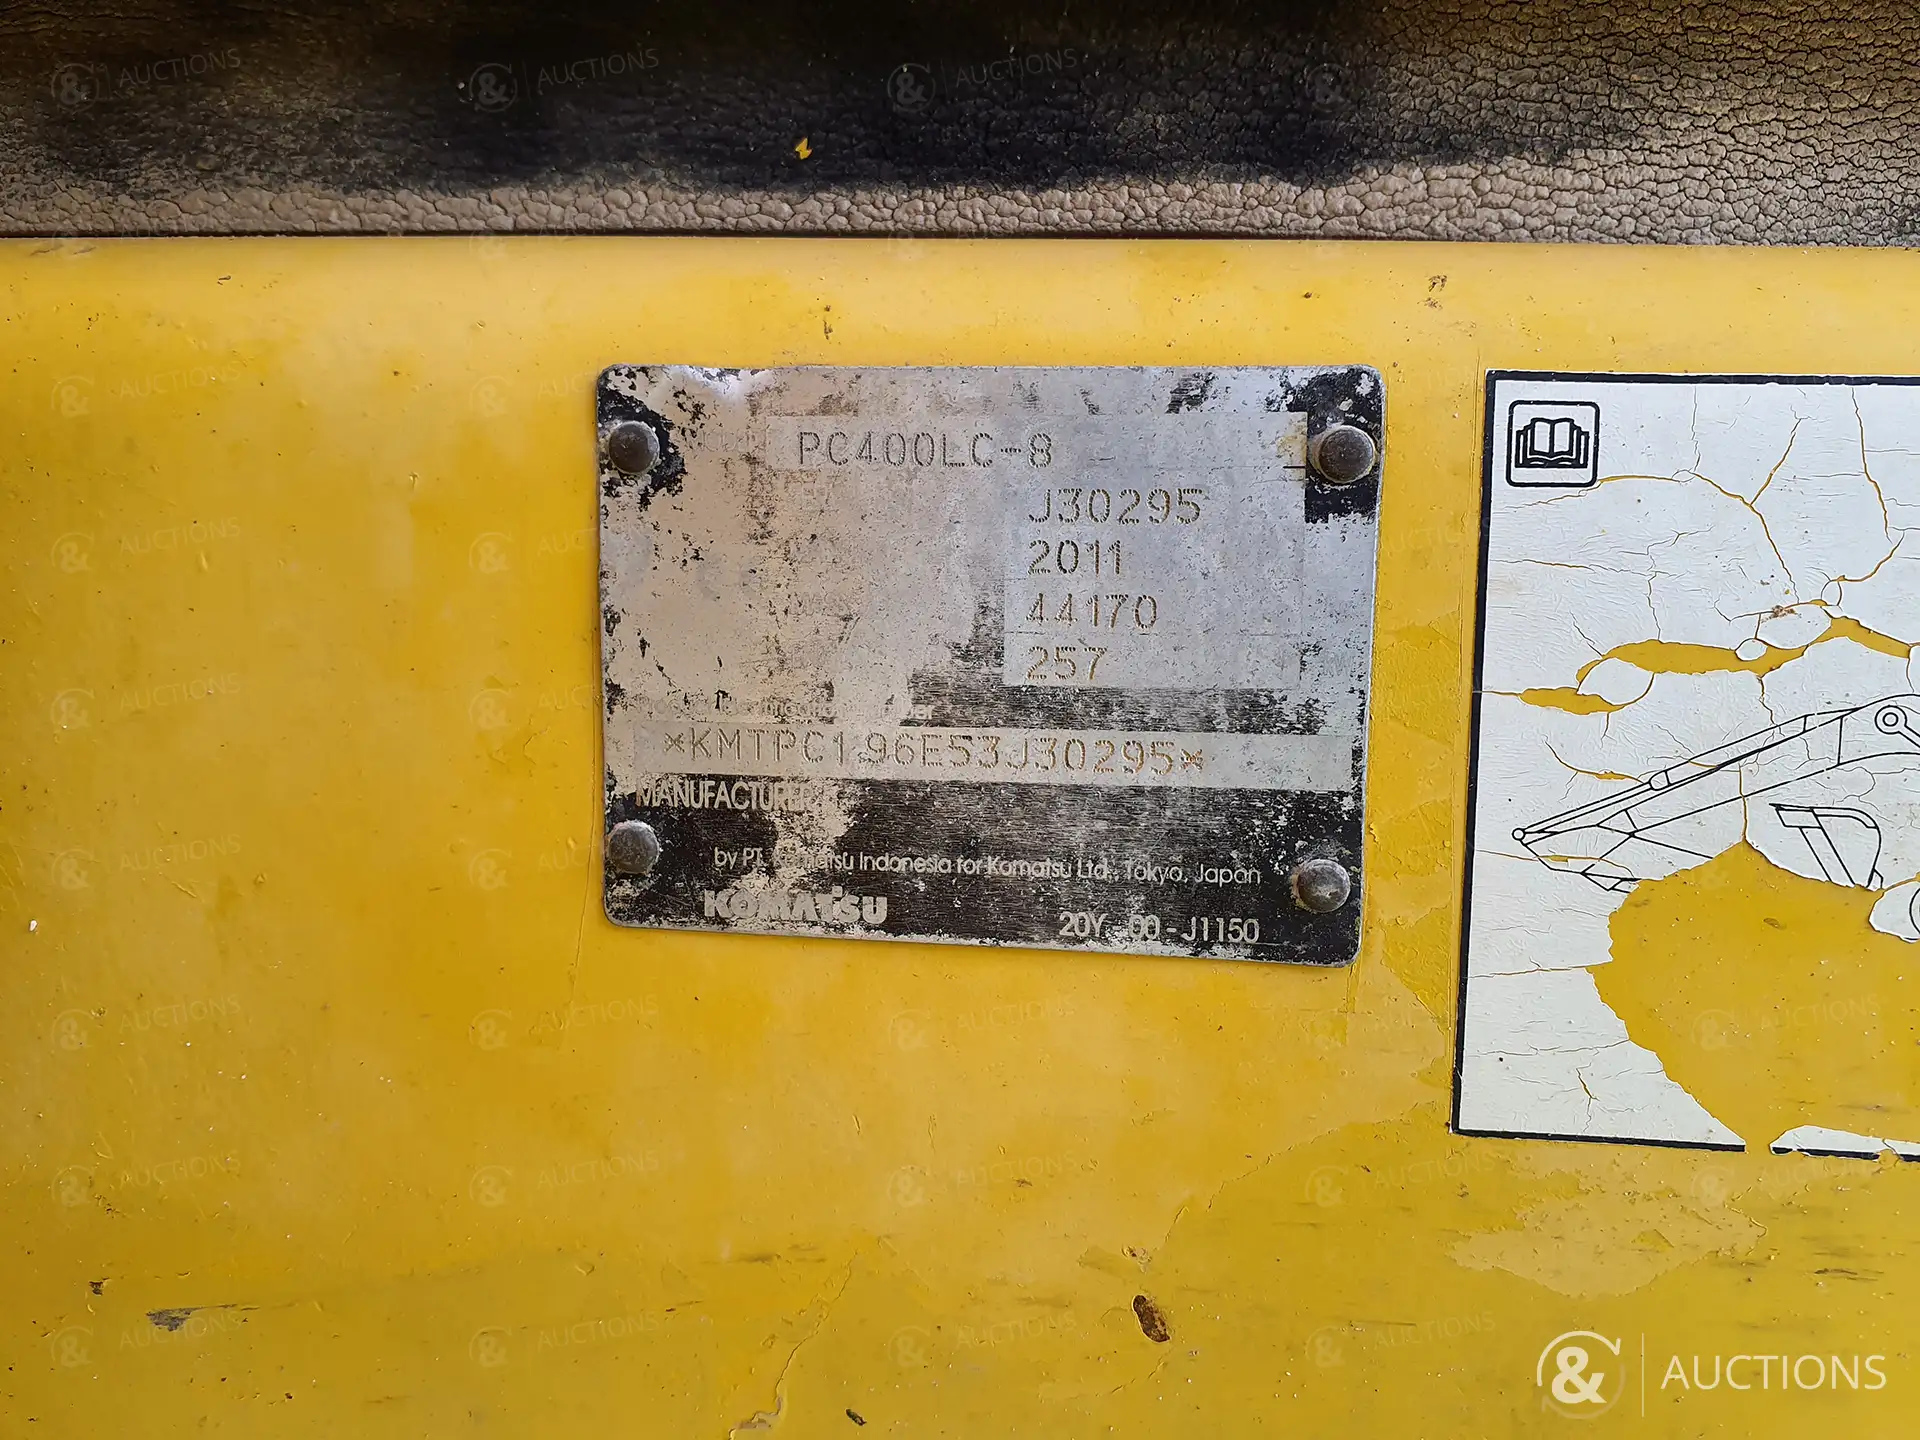 PC400LC-8
J30295
2011
44170
257
*KMTPC196E53J30295*
MANUFACTURER
by PT. Komatsu Indonesia for Komatsu Ltd., Tokyo, Japan
KOMATSU
20Y - 00 - J1150
& AUCTIONS